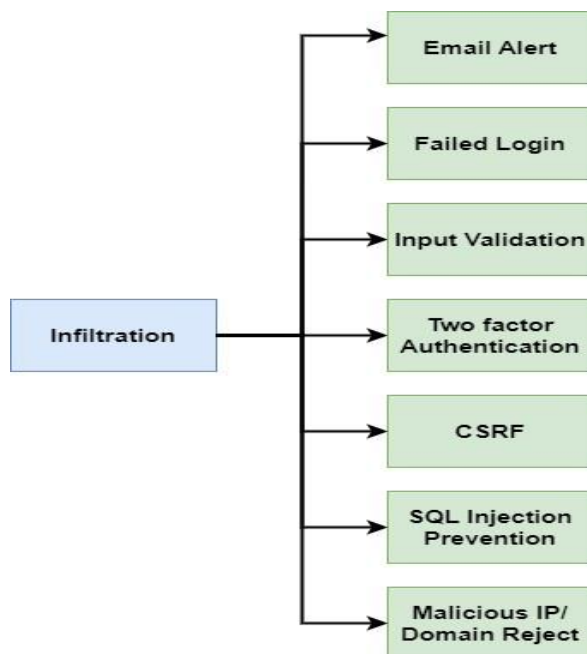 Email Alert
Failed Login
Input Validation
Infiltration
Two factor
Authentication
CSRF
SQL Injection
Prevention
Malicious IP/
Domain Reject